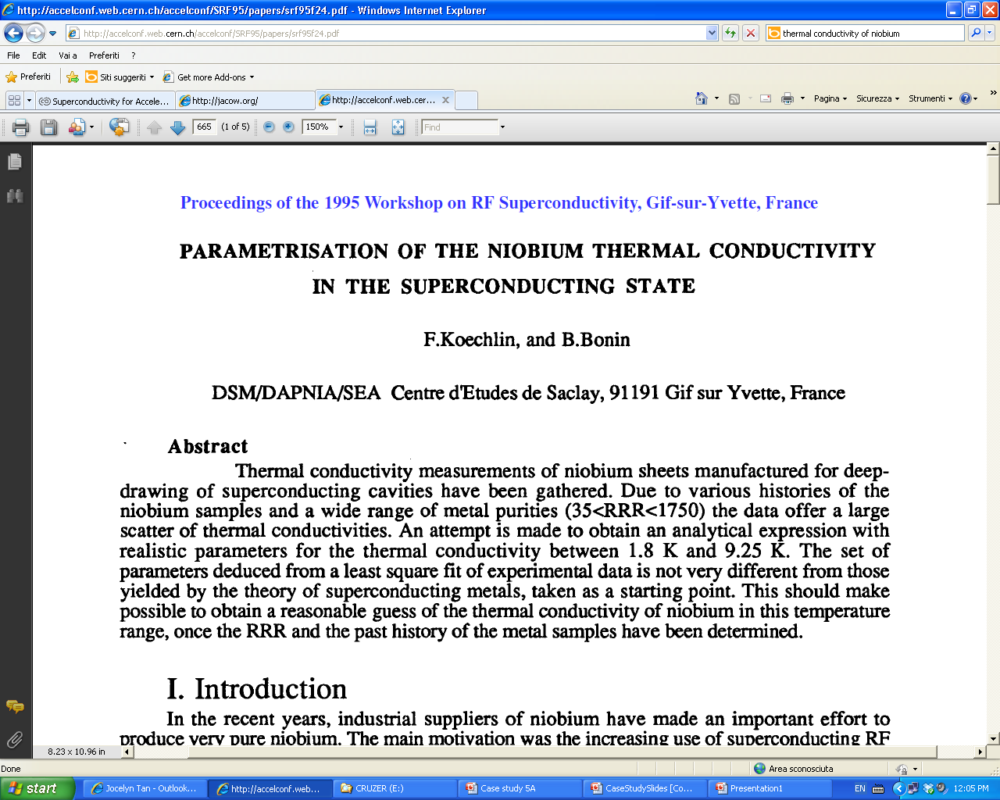 http://accelconf.web.cern.ch/accelconf/SRF95/papers/srf95f24.pdf - Windows Internet Explorer
http://accelconf.web.cern.ch/accelconf/SRF95/papers/srf95f24.pdf
thermal conductivity of niobium
File Edit Vai a Preferiti ?
Preferiti Siti suggeriti Get more Add-ons
Superconductivity for Accele... http://jacow.org/ http://accelconf.web.cer... Pagina Sicurezza Strumenti
665 (1 of 5) 150% Find
Proceedings of the 1995 Workshop on RF Superconductivity, Gif-sur-Yvette, France
PARAMETRISATION OF THE NIOBIUM THERMAL CONDUCTIVITY
IN THE SUPERCONDUCTING STATE
F.Koechlin, and B.Bonin
DSM/DAPNIA/SEA Centre d'Etudes de Saclay, 91191 Gif sur Yvette, France
Abstract
Thermal conductivity measurements of niobium sheets manufactured for deep-
drawing of superconducting cavities have been gathered. Due to various histories of the
niobium samples and a wide range of metal purities (35<RRR<1750) the data offer a large
scatter of thermal conductivities. An attempt is made to obtain an analytical expression with
realistic parameters for the thermal conductivity between 1.8 K and 9.25 K. The set of
parameters deduced from a least square fit of experimental data is not very different from those
yielded by the theory of superconducting metals, taken as a starting point. This should make
possible to obtain a reasonable guess of the thermal conductivity of niobium in this temperature
range, once the RRR and the past history of the metal samples have been determined.
I. Introduction
In the recent years, industrial suppliers of niobium have made an important effort to
produce very pure niobium. The main motivation was the increasing use of superconducting RF
8.23 x 10.96 in
Done Area sconosciuta
start Jocelyn Tan - Outlook... http://accelconf.web... CRUZER (E:) Case study 5A CaseStudySlides [Co... Presentation1 EN 12:05 PM